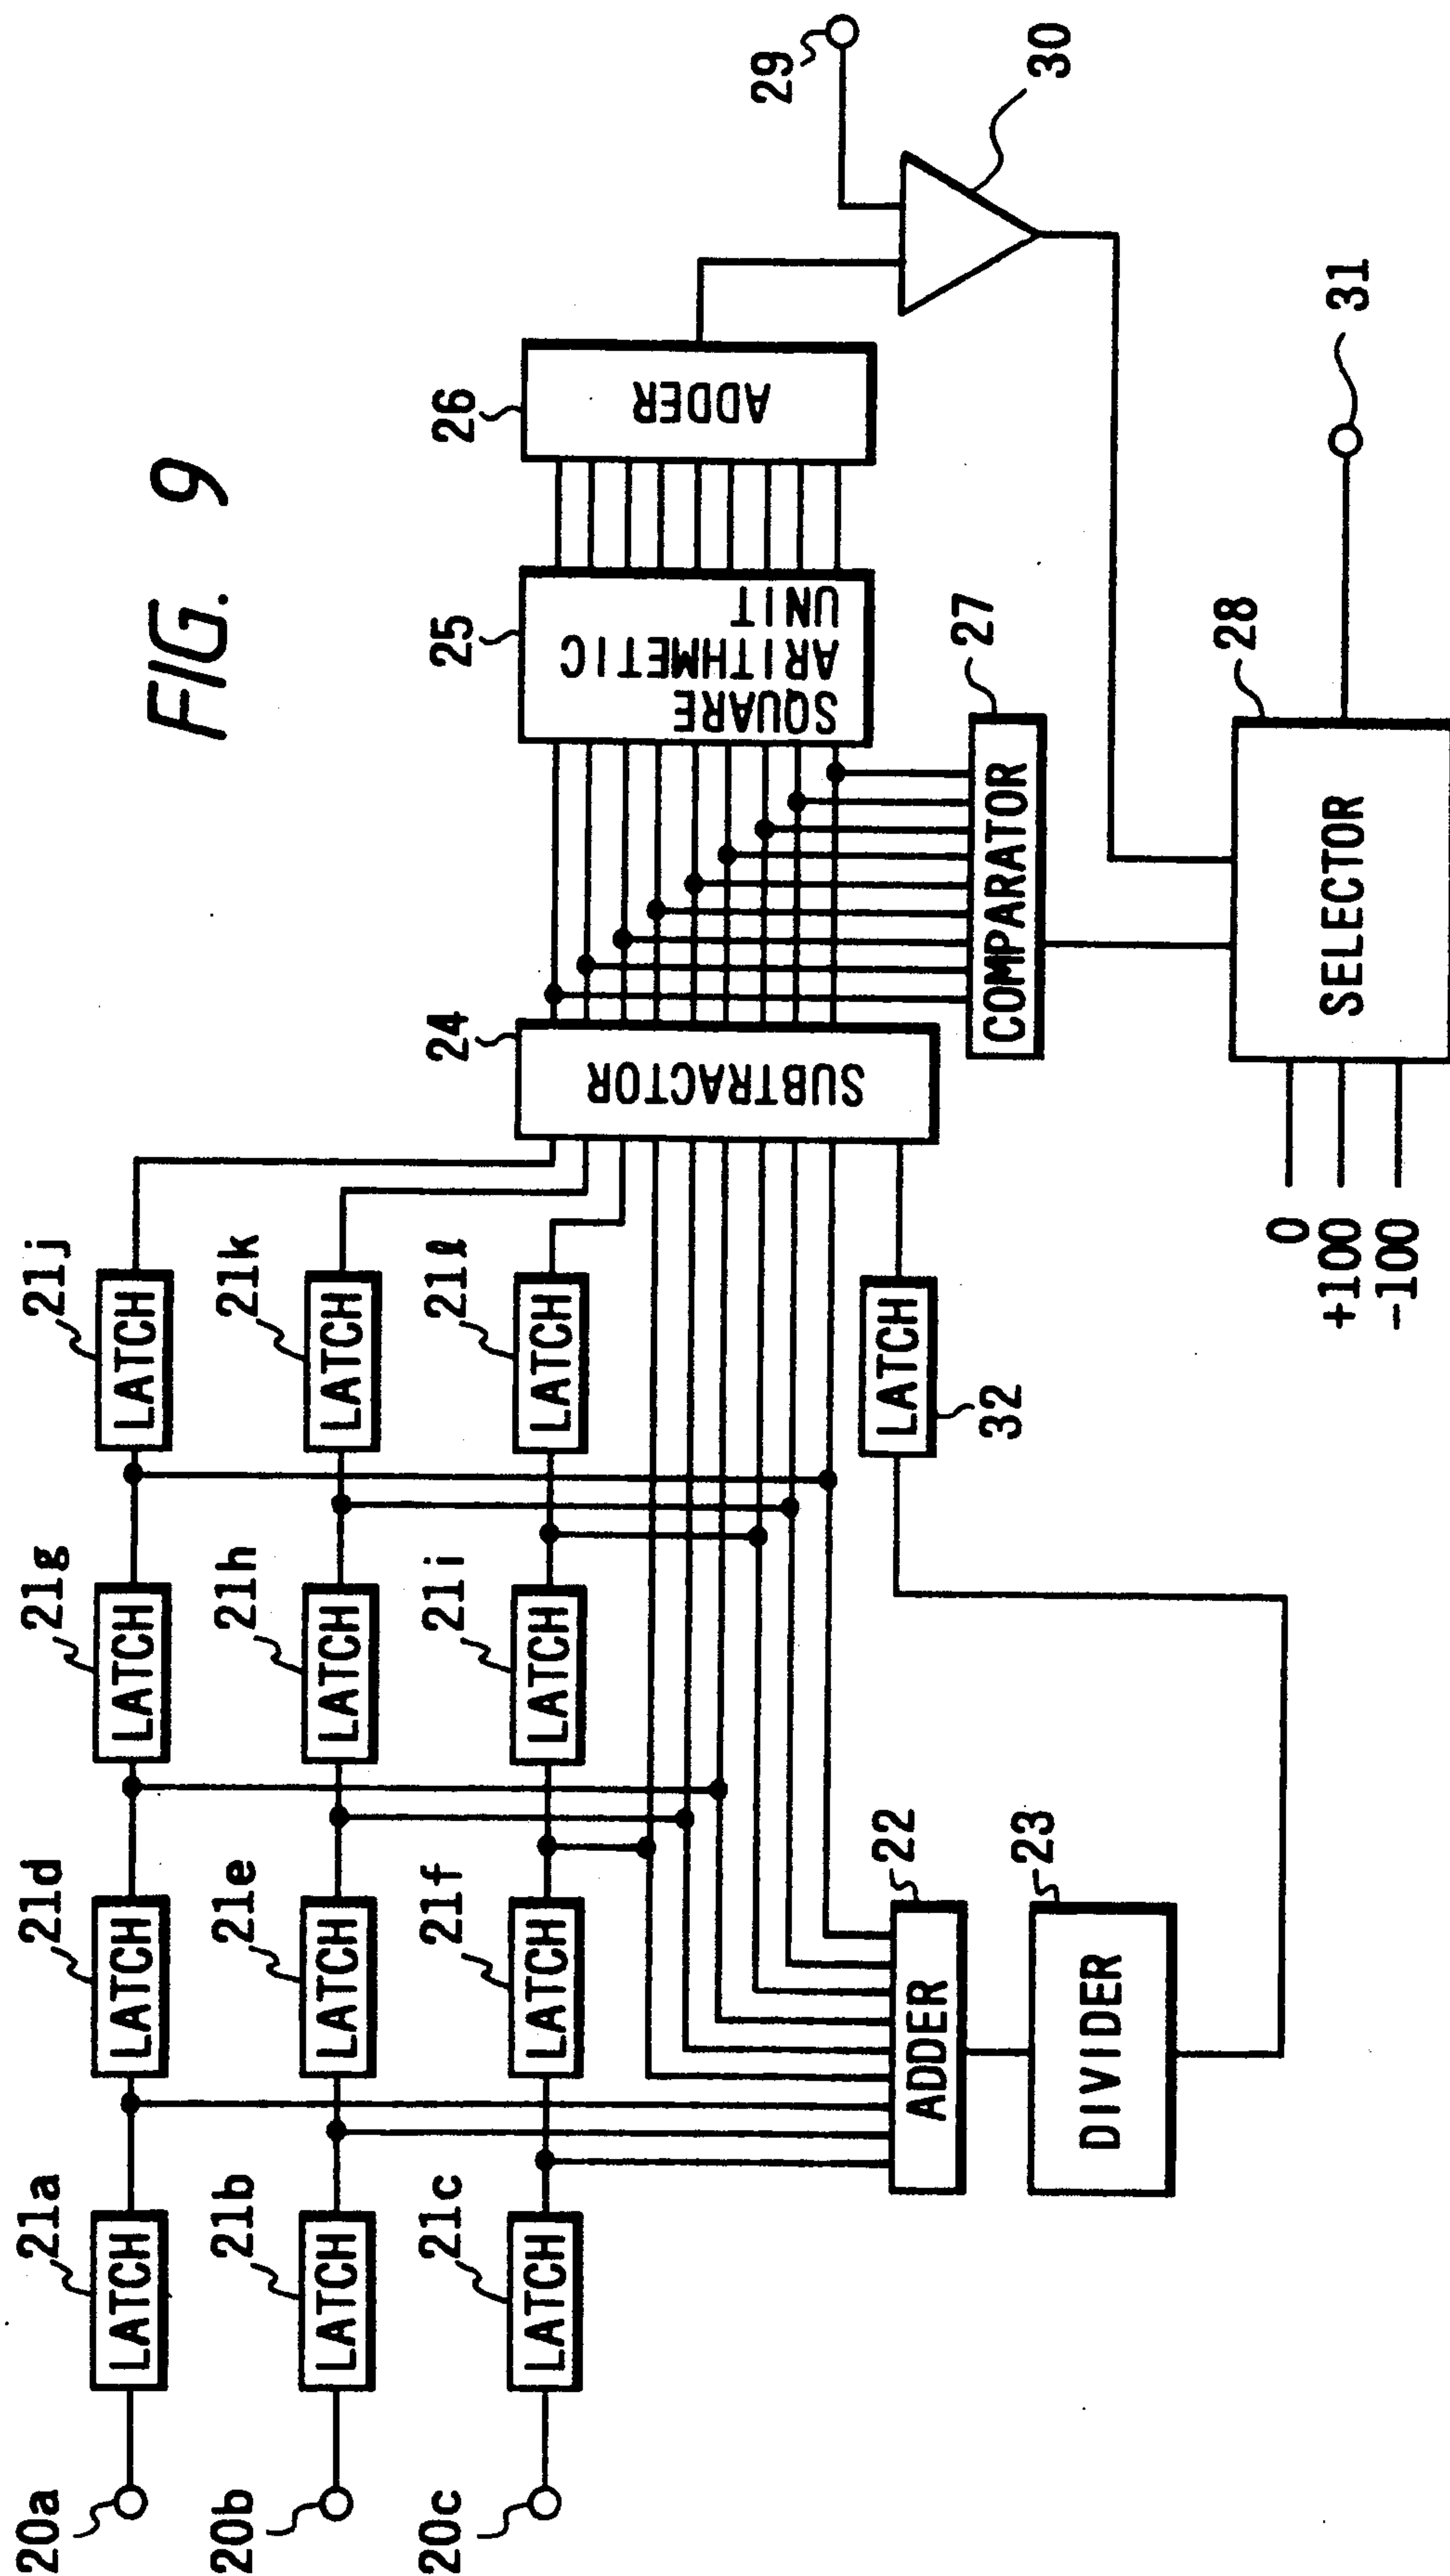 FIG. 9
20a
21a
LATCH
21d
LATCH
21g
LATCH
21j
LATCH
20b
21b
LATCH
21e
LATCH
21h
LATCH
21k
LATCH
20c
21c
LATCH
21f
LATCH
21i
LATCH
21ℓ
LATCH
24
SUBTRACTOR
25
SQUARE
ARITHMETIC
UNIT
26
ADDER
29
30
32
LATCH
22
ADDER
23
DIVIDER
27
COMPARATOR
28
SELECTOR
0
+100
-100
31